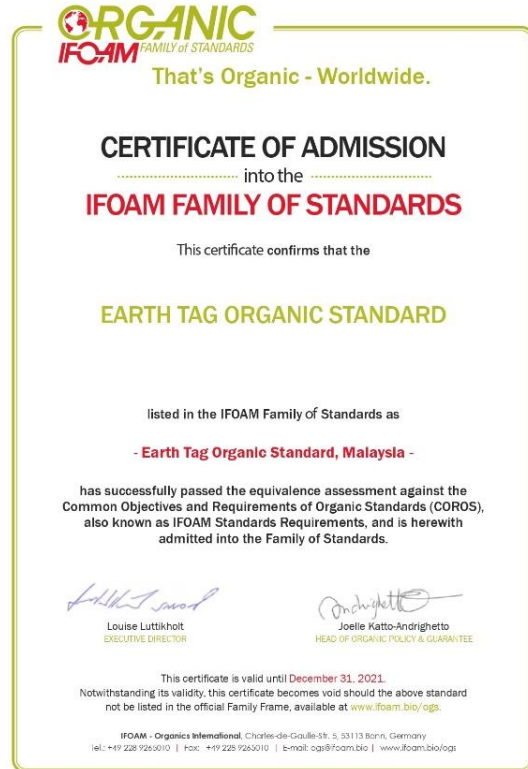 ORGANIC
IFOAM FAMILY of STANDARDS
That's Organic - Worldwide.
CERTIFICATE OF ADMISSION
into the
IFOAM FAMILY OF STANDARDS
This certificate confirms that the
EARTH TAG ORGANIC STANDARD
listed in the IFOAM Family of Standards as
- Earth Tag Organic Standard, Malaysia -
has successfully passed the equivalence assessment against the
Common Objectives and Requirements of Organic Standards (COROS),
also known as IFOAM Standards Requirements, and is herewith
admitted into the Family of Standards.
Louise Luttikholt
EXECUTIVE DIRECTOR
Joelle Katto-Andrighetto
HEAD OF ORGANIC POLICY & GUARANTEE
This certificate is valid until December 31, 2021.
Notwithstanding its validity, this certificate becomes void should the above standard
not be listed in the official Family Frame, available at www.ifoam.bio/ogs.
IFOAM - Organics International, Charles-de-Gaulle-Str. 5, 53113 Bonn, Germany
Tel.: +49 228 9265010 | Fax: +49 228 9265010 | E-mail: ogs@ifoam.bio | www.ifoam.bio/ogs